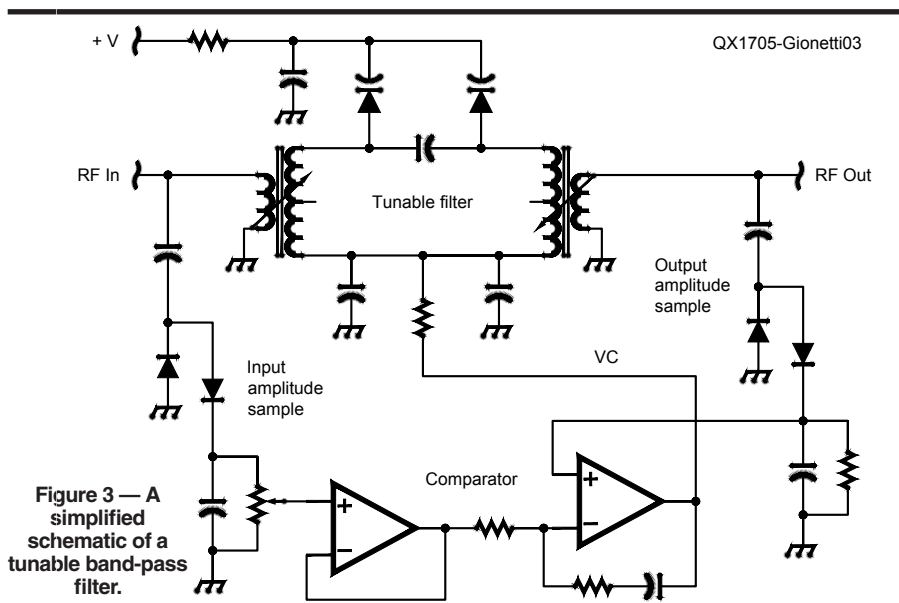 + V
QX1705-Gionetti03
RF In
Tunable filter
RF Out
Output
amplitude
sample
VC
Input
amplitude
sample
Comparator
+
−
+
−
Figure 3 — A
simplified
schematic of a
tunable band-pass
filter.